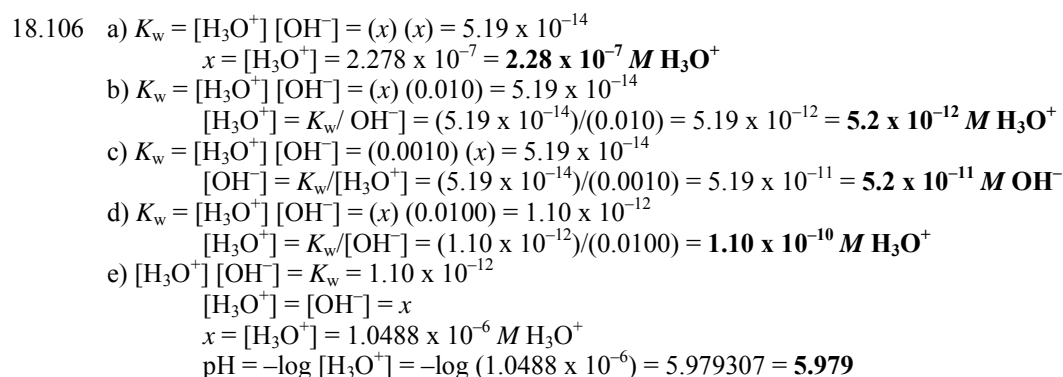 18.106 a) Kw = [H₃O⁺] [OH⁻] = (x) (x) = 5.19 x 10⁻¹⁴
x = [H₃O⁺] = 2.278 x 10⁻⁷ = 2.28 x 10⁻⁷ M H₃O⁺
b) Kw = [H₃O⁺] [OH⁻] = (x) (0.010) = 5.19 x 10⁻¹⁴
[H₃O⁺] = Kw/ OH⁻] = (5.19 x 10⁻¹⁴)/(0.010) = 5.19 x 10⁻¹² = 5.2 x 10⁻¹² M H₃O⁺
c) Kw = [H₃O⁺] [OH⁻] = (0.0010) (x) = 5.19 x 10⁻¹⁴
[OH⁻] = Kw/[H₃O⁺] = (5.19 x 10⁻¹⁴)/(0.0010) = 5.19 x 10⁻¹¹ = 5.2 x 10⁻¹¹ M OH⁻
d) Kw = [H₃O⁺] [OH⁻] = (x) (0.0100) = 1.10 x 10⁻¹²
[H₃O⁺] = Kw/[OH⁻] = (1.10 x 10⁻¹²)/(0.0100) = 1.10 x 10⁻¹⁰ M H₃O⁺
e) [H₃O⁺] [OH⁻] = Kw = 1.10 x 10⁻¹²
[H₃O⁺] = [OH⁻] = x
x = [H₃O⁺] = 1.0488 x 10⁻⁶ M H₃O⁺
pH = –log [H₃O⁺] = –log (1.0488 x 10⁻⁶) = 5.979307 = 5.979